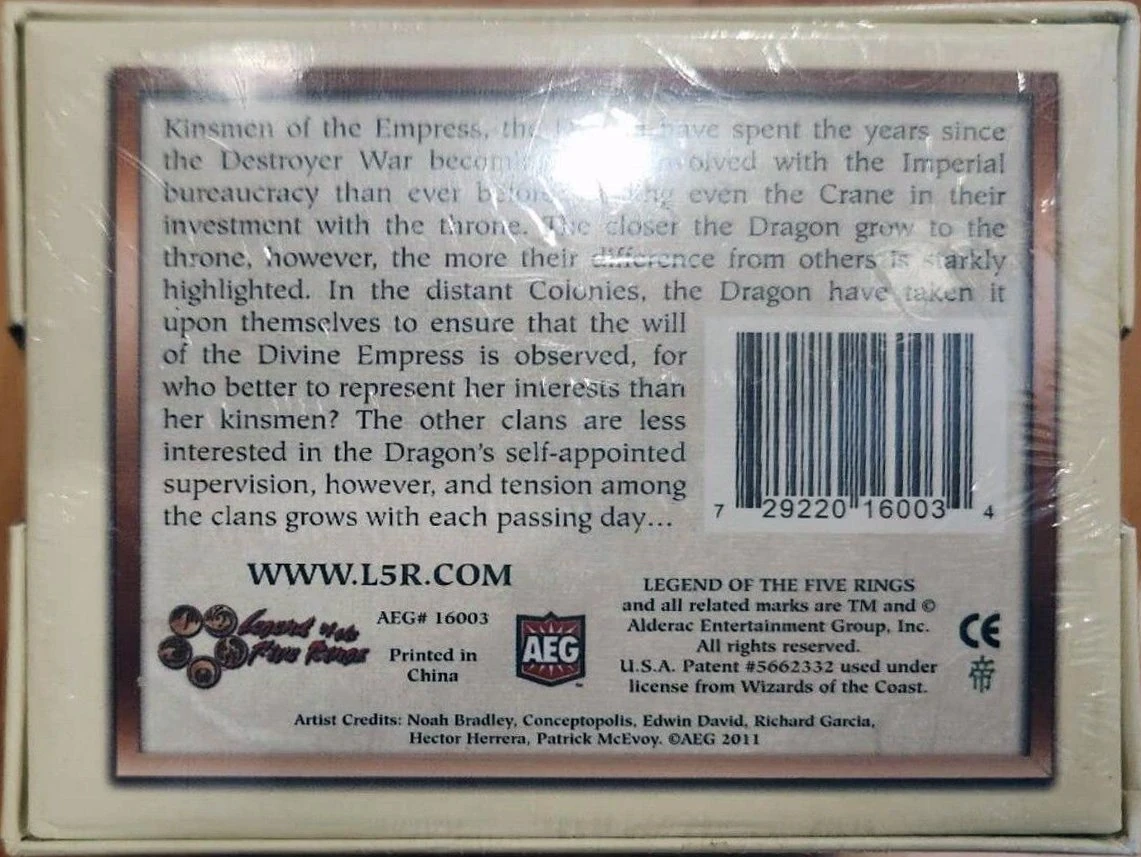 Kinsmen of the Empress, the have spent the years since
the Destroyer War with the Imperial
bureaucracy than ever even the Crane in their
investment with the throne. The closer the Dragon grow to the
throne, however, the more their difference from others is starkly
highlighted. In the distant Colonies, the Dragon have taken it
upon themselves to ensure that the will
of the Divine Empress is observed, for
who better to represent her interests than
her kinsmen? The other clans are less
interested in the Dragon's self-appointed
supervision, however, and tension among
the clans grows with each passing day...
7 29220 16003 4
WWW.L5R.COM
Legend of the
Five Rings
AEG# 16003
Printed in
China
AEG
LEGEND OF THE FIVE RINGS
and all related marks are TM and ©
Alderac Entertainment Group, Inc.
All rights reserved.
U.S.A. Patent #5662332 used under
license from Wizards of the Coast.
CE
帝
Artist Credits: Noah Bradley, Conceptopolis, Edwin David, Richard Garcia,
Hector Herrera, Patrick McEvoy. ©AEG 2011